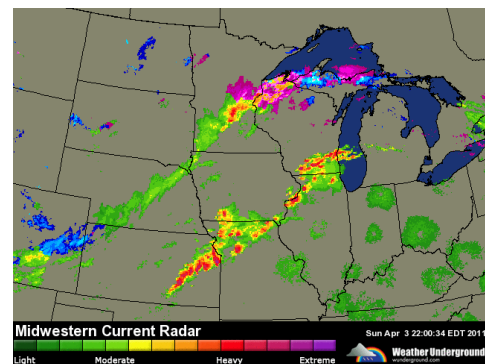 Midwestern Current Radar
Sun Apr 3 22:00:34 EDT 2011
Light Moderate Heavy Extreme
Weather Underground
wunderground.com